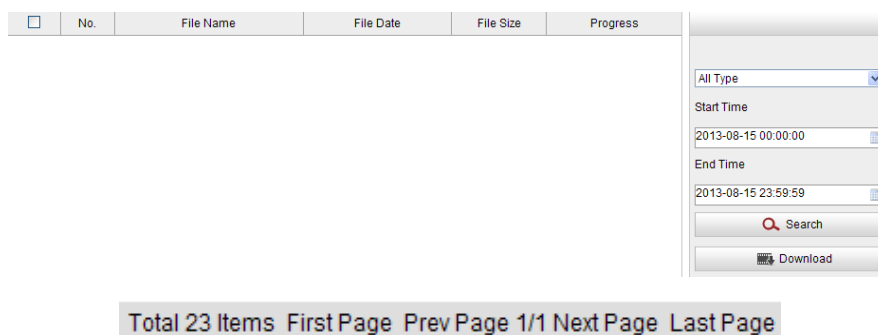 No. File Name File Date File Size Progress
All Type
Start Time
2013-08-15 00:00:00
End Time
2013-08-15 23:59:59
Search
Download
Total 23 Items First Page Prev Page 1/1 Next Page Last Page